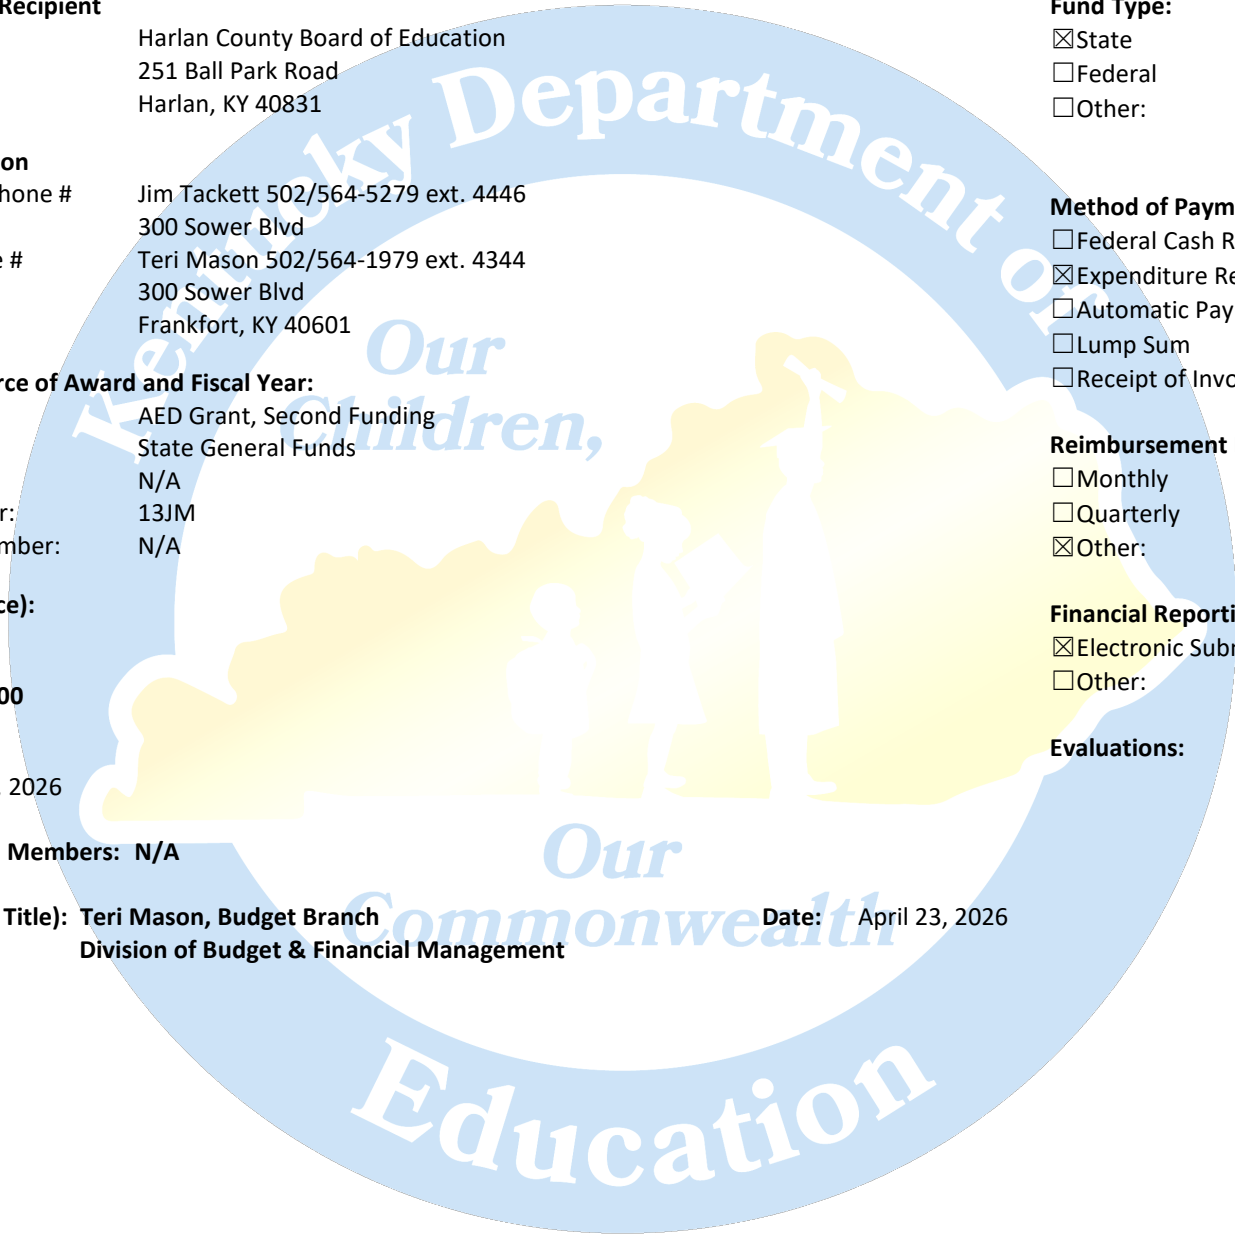 Recipient
Harlan County Board of Education
251 Ball Park Road
Harlan, KY 40831
on
hone # Jim Tackett 502/564-5279 ext. 4446
300 Sower Blvd
e # Teri Mason 502/564-1979 ext. 4344
300 Sower Blvd
Frankfort, KY 40601
rce of Award and Fiscal Year:
AED Grant, Second Funding
State General Funds
N/A
r: 13JM
mber: N/A
ce):
00
, 2026
Members: N/A
Title): Teri Mason, Budget Branch Date: April 23, 2026
Division of Budget & Financial Management
Fund Type:
☒State
☐Federal
☐Other:
Method of Paym
☐Federal Cash R
☒Expenditure Re
☐Automatic Pay
☐Lump Sum
☐Receipt of Invo
Reimbursement
☐Monthly
☐Quarterly
☒Other:
Financial Reporti
☒Electronic Subr
☐Other:
Evaluations:
Kentucky Department of
Education
Our
Children,
Our
Commonwealth